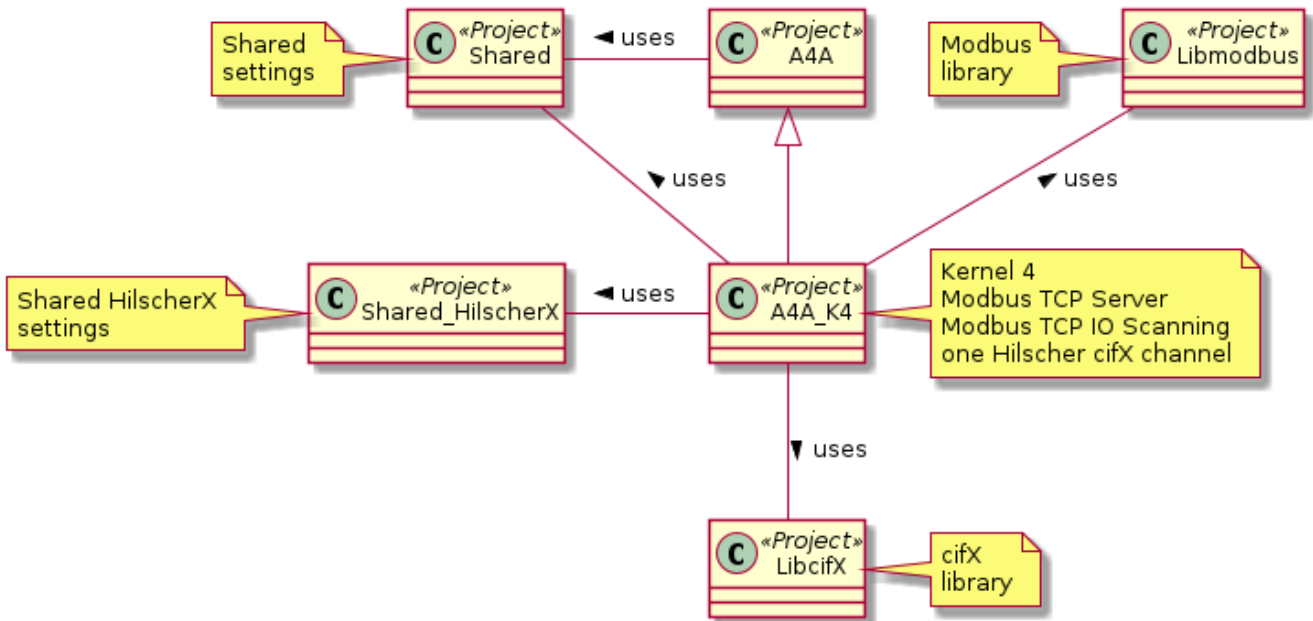 Shared
settings
C «Project»
Shared
◄ uses
C «Project»
A4A
Modbus
library
C «Project»
Libmodbus
uses
uses
Shared HilscherX
settings
C «Project»
Shared_HilscherX
◄ uses
C «Project»
A4A_K4
Kernel 4
Modbus TCP Server
Modbus TCP IO Scanning
one Hilscher cifX channel
uses
C «Project»
LibcifX
cifX
library